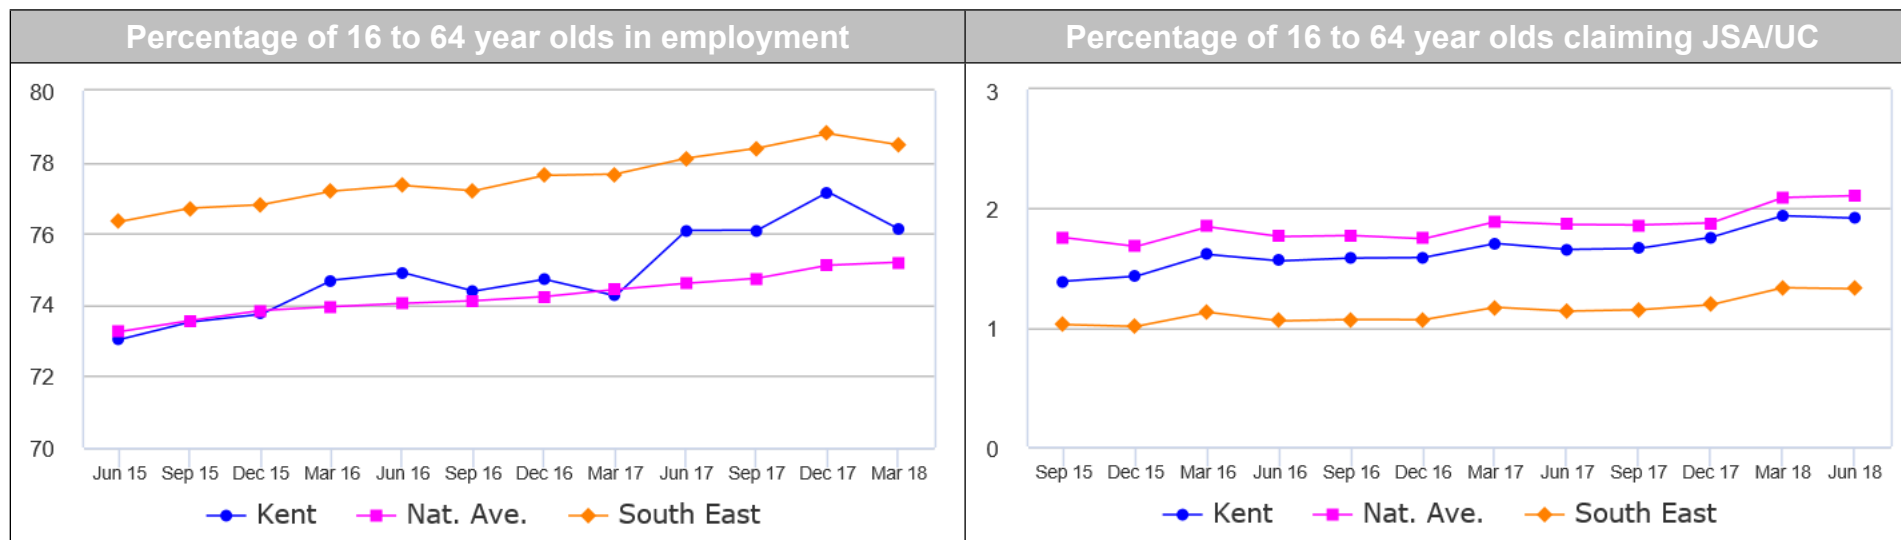 Percentage of 16 to 64 year olds in employment
80
78
76
74
72
70
Jun 15 Sep 15 Dec 15 Mar 16 Jun 16 Sep 16 Dec 16 Mar 17 Jun 17 Sep 17 Dec 17 Mar 18
Kent Nat. Ave. South East
Percentage of 16 to 64 year olds claiming JSA/UC
3
2
1
0
Sep 15 Dec 15 Mar 16 Jun 16 Sep 16 Dec 16 Mar 17 Jun 17 Sep 17 Dec 17 Mar 18 Jun 18
Kent Nat. Ave. South East